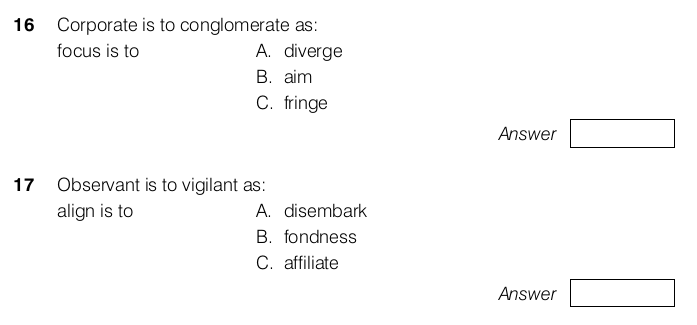 16 Corporate is to conglomerate as:
focus is to A. diverge
B. aim
C. fringe
Answer
17 Observant is to vigilant as:
align is to A. disembark
B. fondness
C. affiliate
Answer